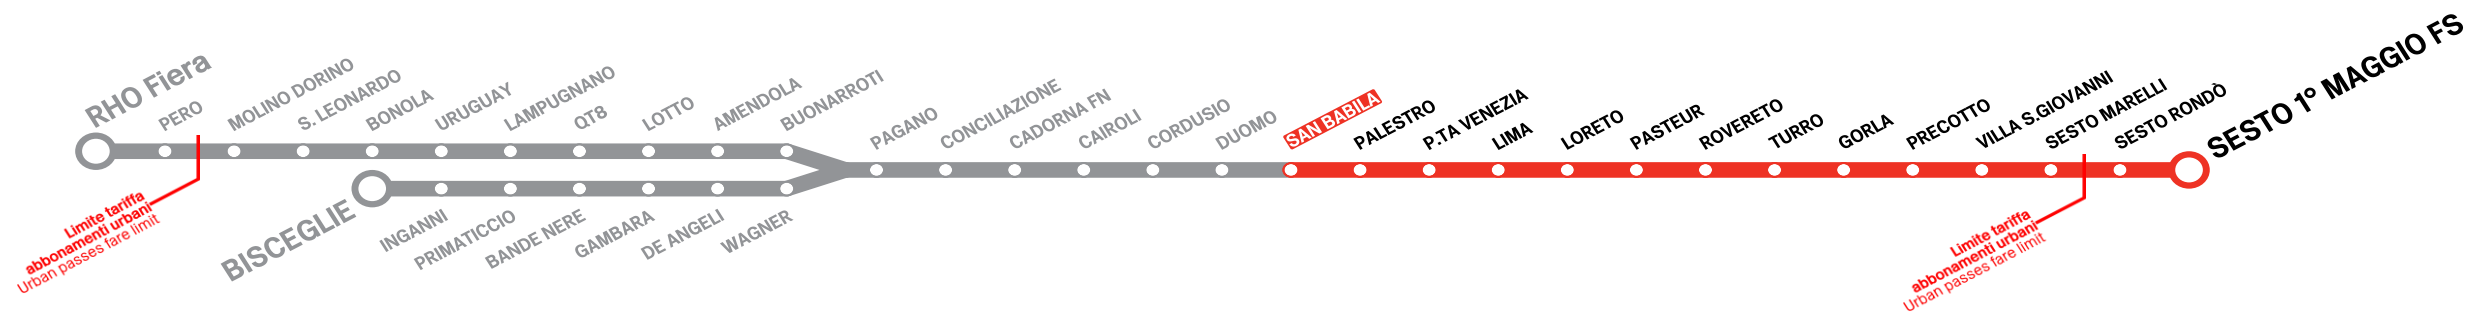 RHO Fiera
PERO
MOLINO DORINO
S. LEONARDO
BONOLA
URUGUAY
LAMPUGNANO
QT8
LOTTO
AMENDOLA
BUONARROTI
PAGANO
CONCILIAZIONE
CADORNA FN
CAIROLI
CORDUSIO
DUOMO
SAN BABILA
PALESTRO
P.TA VENEZIA
LIMA
LORETO
PASTEUR
ROVERETO
TURRO
GORLA
PRECOTTO
VILLA S.GIOVANNI
SESTO MARELLI
SESTO RONDÒ
SESTO 1° MAGGIO FS
Limite tariffa
abbonamenti urbani
Urban passes fare limit
BISCEGLIE
INGANNI
PRIMATICCIO
BANDE NERE
GAMBARA
DE ANGELI
WAGNER
Limite tariffa
abbonamenti urbani
Urban passes fare limit